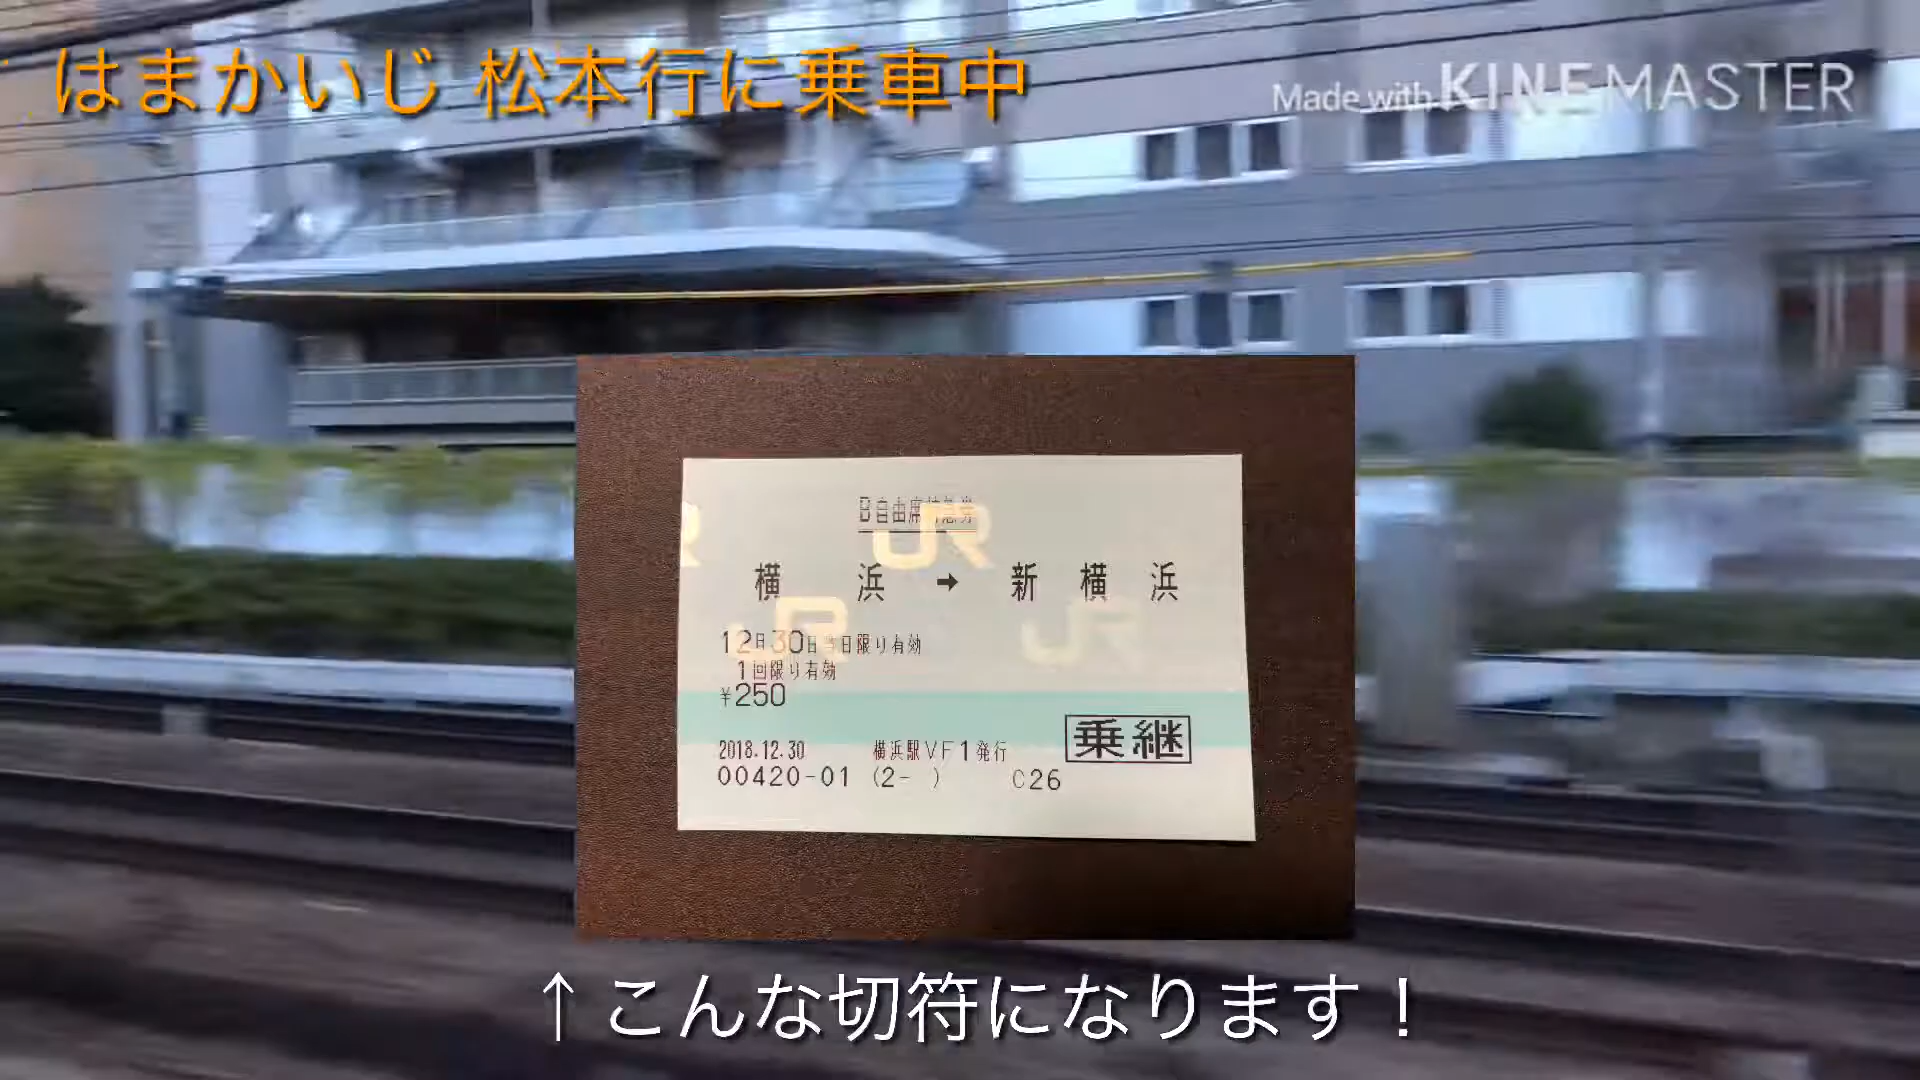 はまかいじ 松本行に乗車中
Made with KINEMASTER
B自由席特急券
横 浜 → 新 横 浜
12月30日当日限り有効
1回限り有効
¥250
乗継
2018.12.30 横浜駅VF1発行
00420-01 (2- ) C26
↑こんな切符になります！